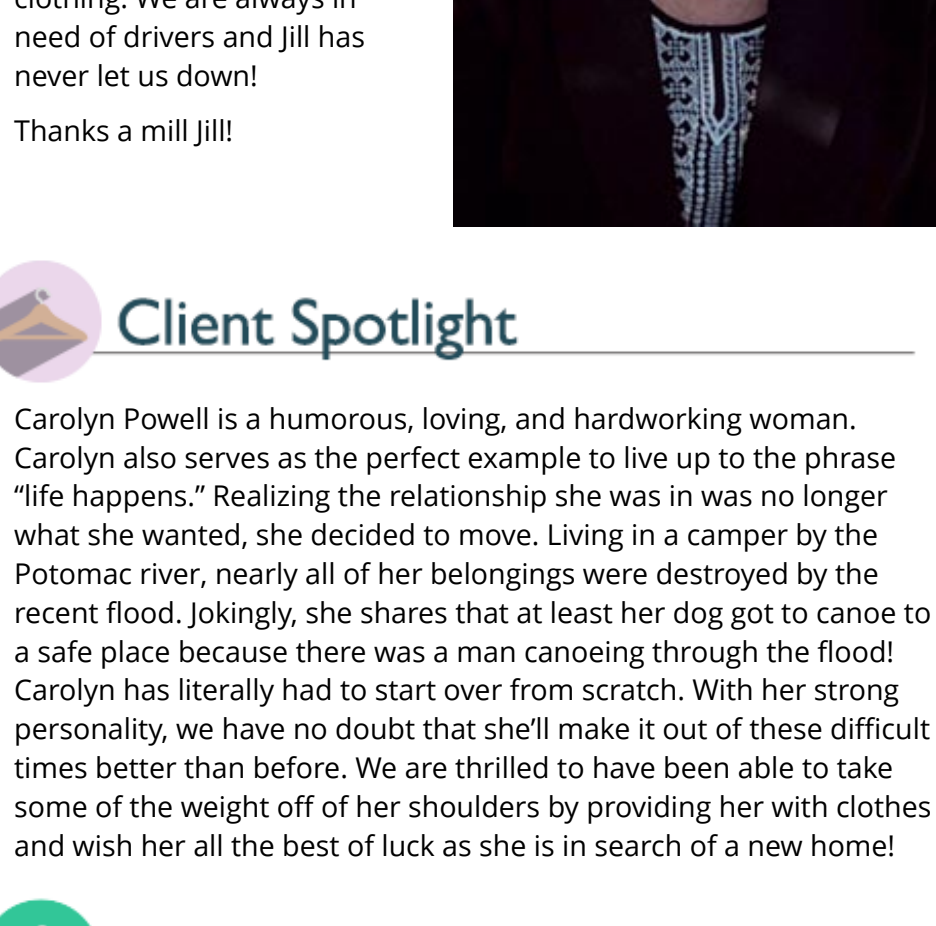 clothing. We are always in
need of drivers and Jill has
never let us down!
Thanks a mill Jill!
Client Spotlight
Carolyn Powell is a humorous, loving, and hardworking woman.
Carolyn also serves as the perfect example to live up to the phrase
“life happens.” Realizing the relationship she was in was no longer
what she wanted, she decided to move. Living in a camper by the
Potomac river, nearly all of her belongings were destroyed by the
recent flood. Jokingly, she shares that at least her dog got to canoe to
a safe place because there was a man canoeing through the flood!
Carolyn has literally had to start over from scratch. With her strong
personality, we have no doubt that she’ll make it out of these difficult
times better than before. We are thrilled to have been able to take
some of the weight off of her shoulders by providing her with clothes
and wish her all the best of luck as she is in search of a new home!